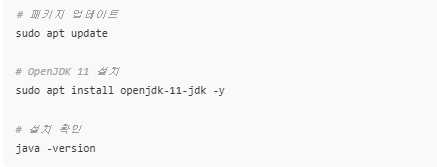 # 패키지 업데이트
sudo apt update
# OpenJDK 11 설치
sudo apt install openjdk-11-jdk -y
# 설치 확인
java -version